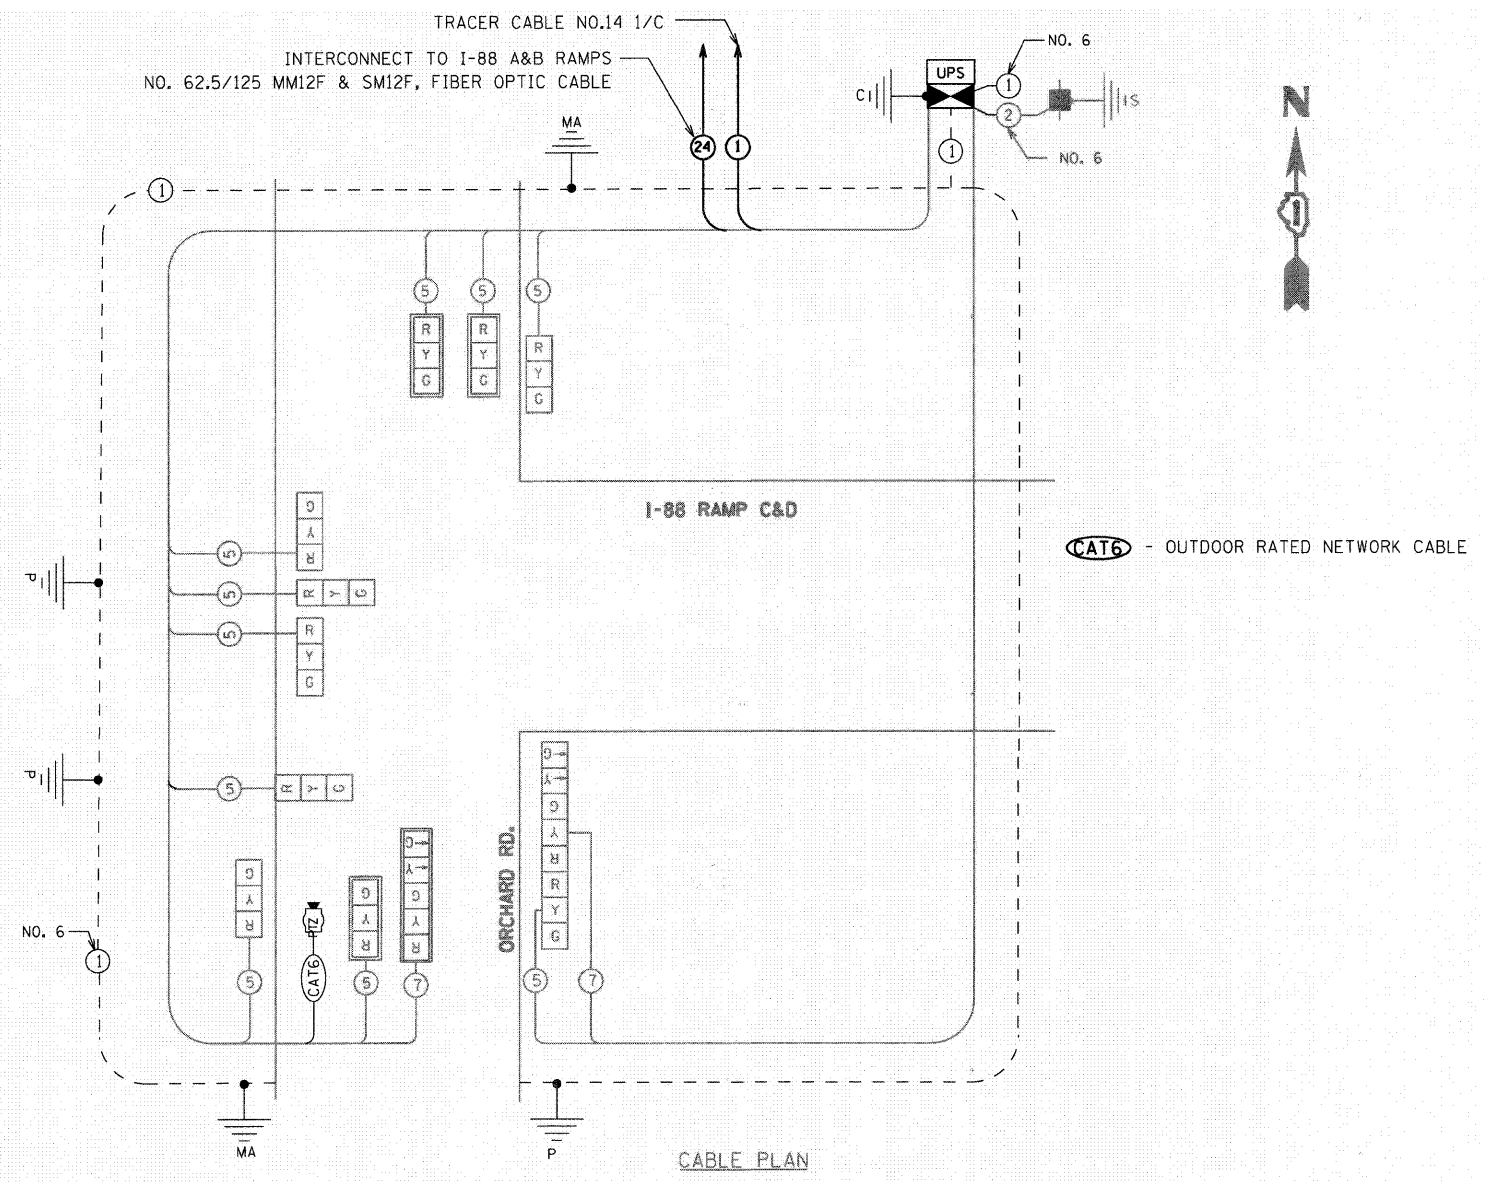 TRACER CABLE NO.14 1/C
INTERCONNECT TO I-88 A&B RAMPS
NO. 62.5/125 MM12F & SM12F, FIBER OPTIC CABLE
NO. 6
UPS
1
CI
2
IS
NO. 6
MA
24
1
1
N
1
I
5
5
5
R
Y
G
R
Y
G
R
Y
G
I-88 RAMP C&D
CAT6 - OUTDOOR RATED NETWORK CABLE
G
Y
R
5
P
5
R Y G
5
R
Y
G
P
5
R Y G
G
Y
G
Y
R
R
Y
G
ORCHARD RD.
G
Y
G
Y
R
G
Y
R
G
Y
R
PTZ
NO. 6
1
5
CAT6
5
7
5
7
MA
P
CABLE PLAN